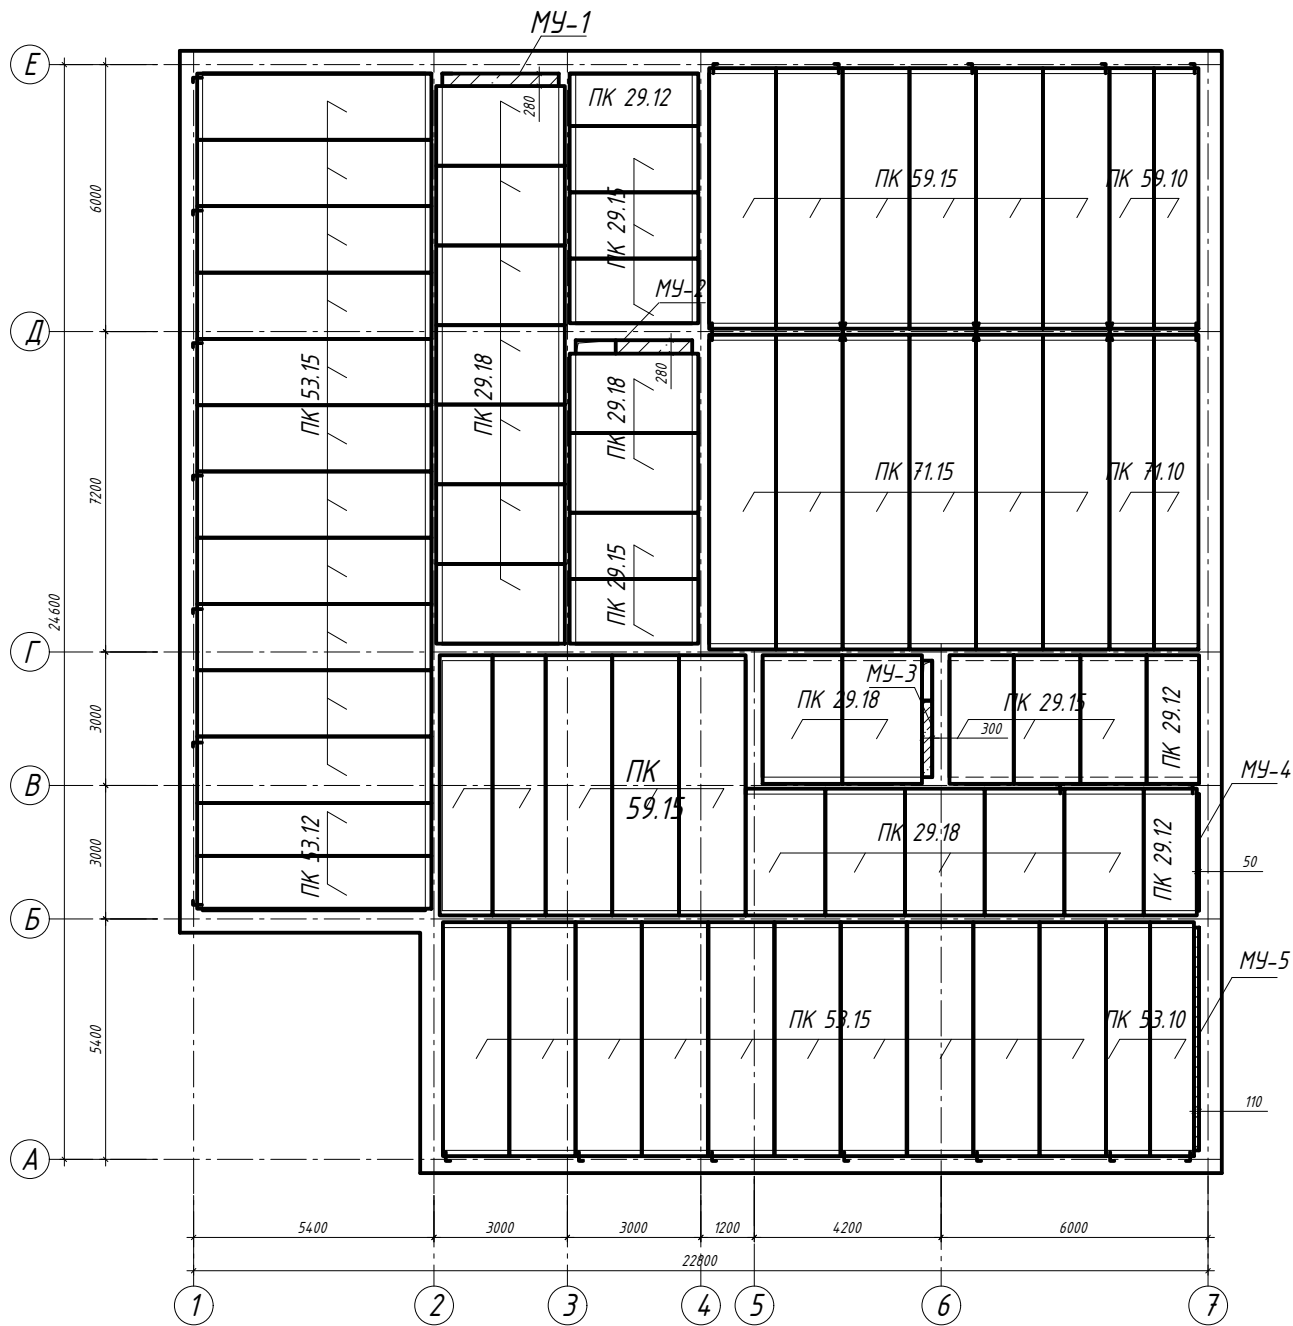 МУ-1
Е
280
ПК 29.12
ПК 59.15
ПК 59.10
6000
ПК 29.15
МУ-2
Д
280
ПК 53.15
ПК 29.18
ПК 29.18
ПК 71.15
ПК 71.10
7200
ПК 29.15
24600
Г
МУ-3
ПК 29.18
ПК 29.15
ПК 29.12
3000
300
ПК
59.15
МУ-4
В
ПК 29.18
ПК 29.12
ПК 53.12
3000
50
Б
МУ-5
ПК 53.15
ПК 53.10
5400
110
А
5400
3000
3000
1200
4200
6000
22800
1
2
3
4
5
6
7